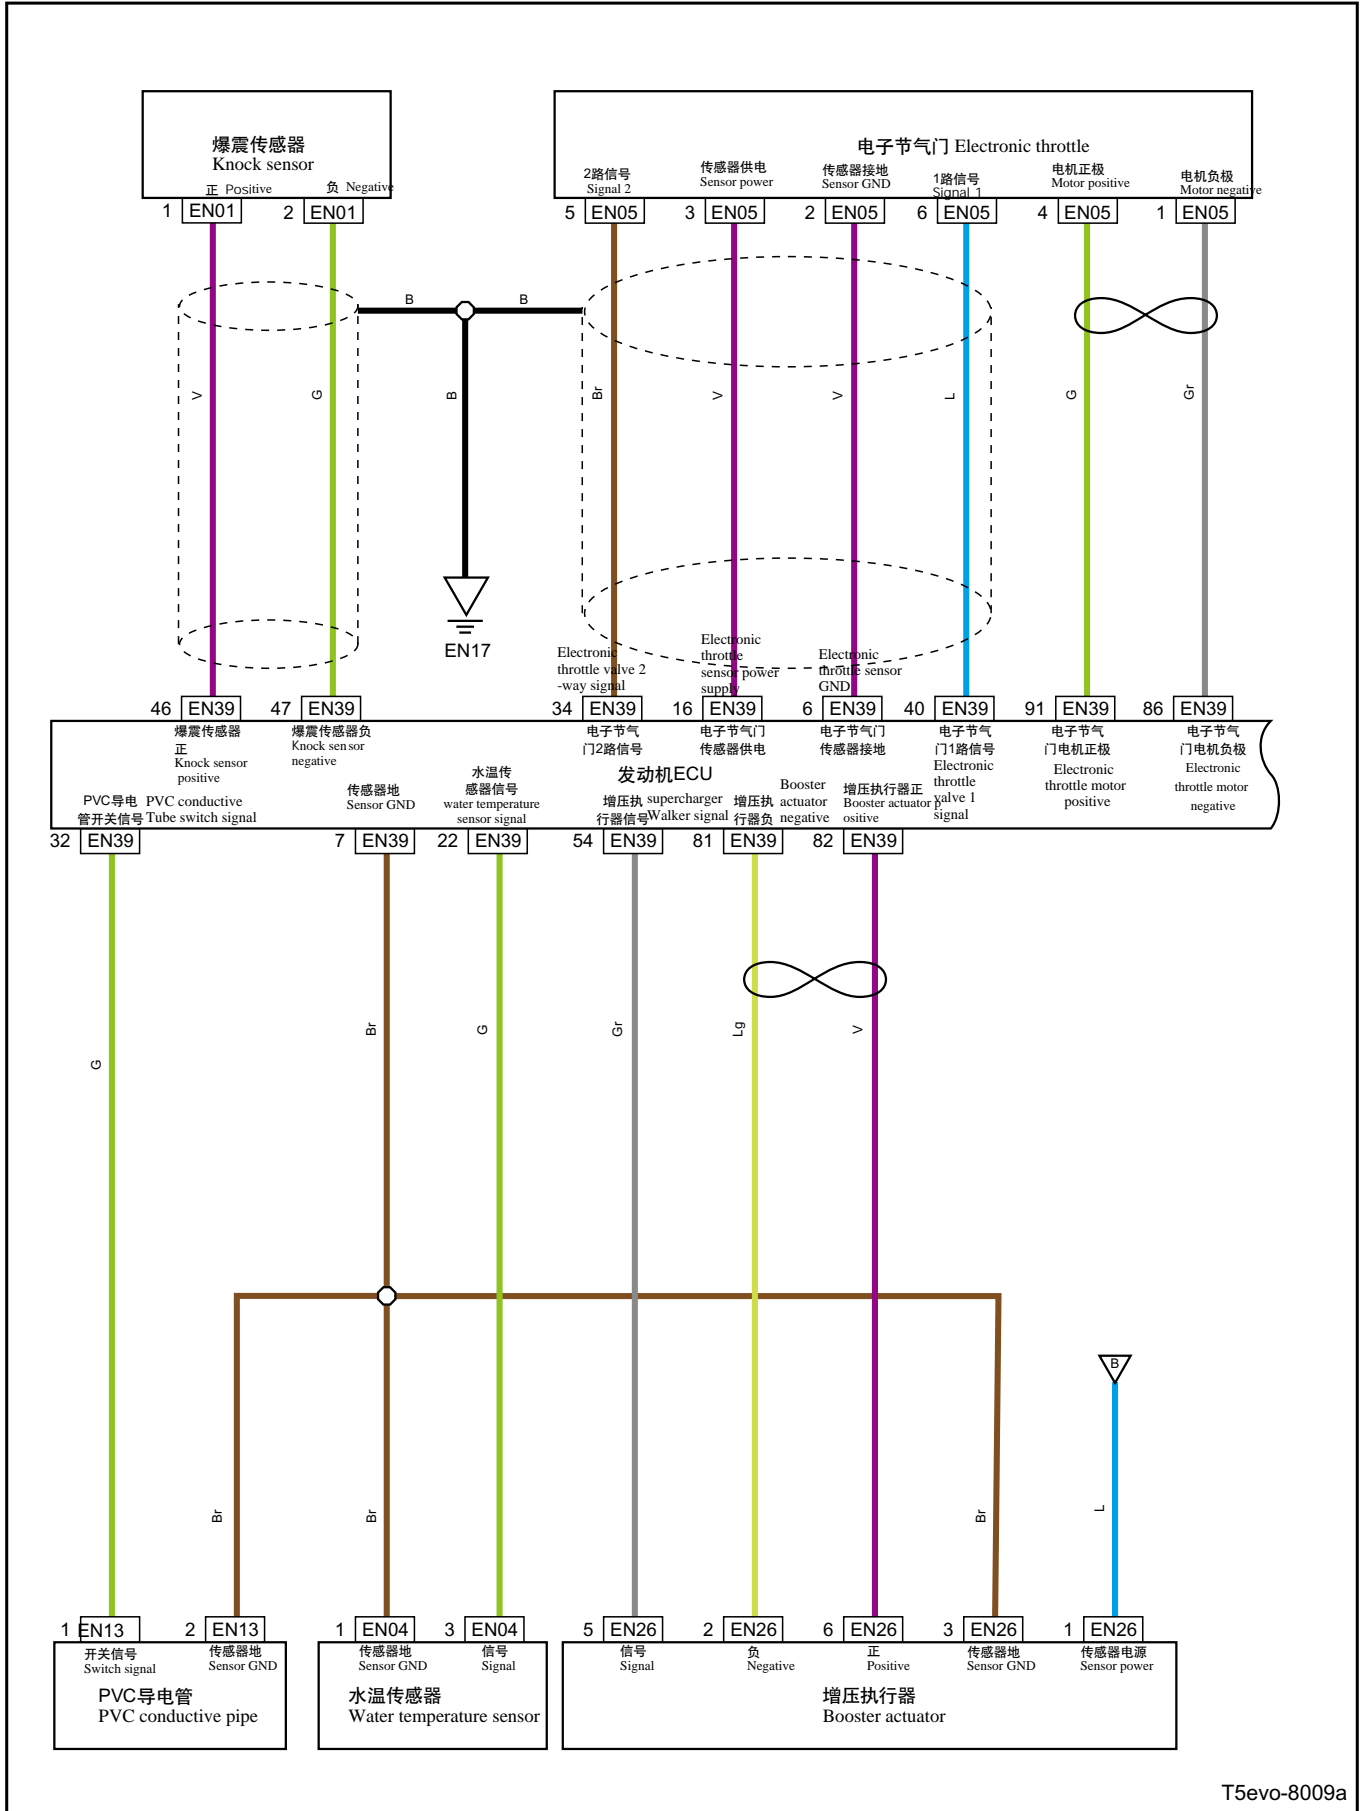 爆震传感器
Knock sensor
正 Positive
负 Negative
1 EN01
2 EN01
电子节气门 Electronic throttle
2路信号
Signal 2
传感器供电
Sensor power
传感器接地
Sensor GND
1路信号
Signal 1
电机正极
Motor positive
电机负极
Motor negative
5 EN05
3 EN05
2 EN05
6 EN05
4 EN05
1 EN05
B
B
V
G
B
Br
V
V
L
G
Gr
EN17
Electronic
throttle valve 2
-way signal
Electronic
throttle
sensor power
supply
Electronic
throttle sensor
GND
46 EN39
47 EN39
34 EN39
16 EN39
6 EN39
40 EN39
91 EN39
86 EN39
爆震传感器
正
Knock sensor
positive
爆震传感器负
Knock sensor
negative
电子节气
门2路信号
电子节气门
传感器供电
电子节气门
传感器接地
电子节气
门1路信号
Electronic
throttle
valve 1
signal
电子节气
门电机正极
Electronic
throttle motor
positive
电子节气
门电机负极
Electronic
throttle motor
negative
发动机ECU
PVC导电
管开关信号
PVC conductive
Tube switch signal
传感器地
Sensor GND
水温传
感器信号
water temperature
sensor signal
增压执
行器信号
supercharger
Walker signal
增压执
行器负
Booster
actuator
negative
增压执行器正
Booster actuator p
ositive
32 EN39
7 EN39
22 EN39
54 EN39
81 EN39
82 EN39
G
Br
G
Gr
Lg
V
B
Br
Br
Br
L
1 EN13
2 EN13
1 EN04
3 EN04
5 EN26
2 EN26
6 EN26
3 EN26
1 EN26
开关信号
Switch signal
传感器地
Sensor GND
传感器地
Sensor GND
信号
Signal
信号
Signal
负
Negative
正
Positive
传感器地
Sensor GND
传感器电源
Sensor power
PVC导电管
PVC conductive pipe
水温传感器
Water temperature sensor
增压执行器
Booster actuator
T5evo-8009a